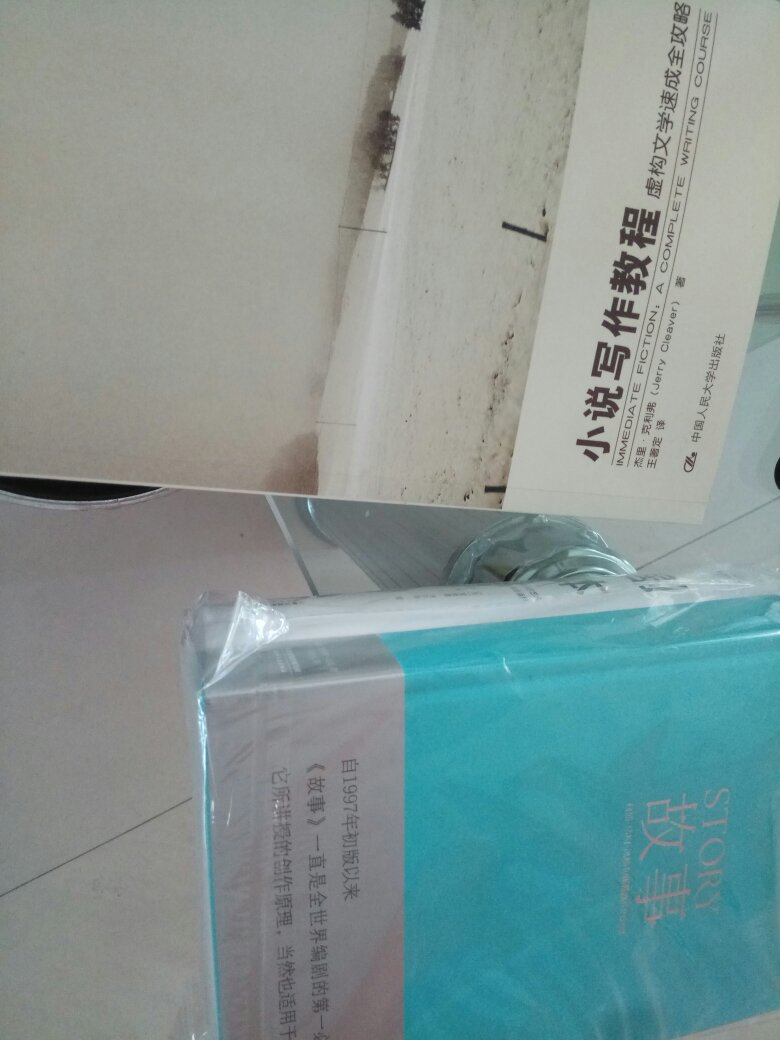 小说写作教程 虚构文学速成全攻略
IMMEDIATE FICTION: A COMPLETE WRITING COURSE
杰里·克利弗（Jerry Cleaver） 著
王著定 译
中国人民大学出版社
STORY
故事
自1997年初版以来
《故事》一直是全世界编剧的第一
它所讲授的创作原理，当然也适用于